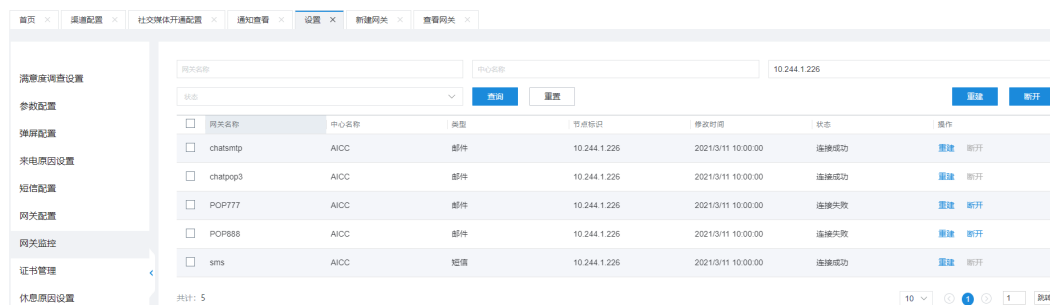 首页 × 渠道配置 × 社交媒体开通配置 × 通知查看 × 设置 × 新建网关 × 查看网关 ×
满意度调查设置
参数配置
弹屏配置
来电原因设置
短信配置
网关配置
网关监控
证书管理
休息原因设置
网关名称 中心名称 10.244.1.226
状态 查询 重置 重建 断开
网关名称 中心名称 类型 节点标识 修改时间 状态 操作
chatsmtp AICC 邮件 10.244.1.226 2021/3/11 10:00:00 连接成功 重建 断开
chatpop3 AICC 邮件 10.244.1.226 2021/3/11 10:00:00 连接成功 重建 断开
POP777 AICC 邮件 10.244.1.226 2021/3/11 10:00:00 连接失败 重建 断开
POP888 AICC 邮件 10.244.1.226 2021/3/11 10:00:00 连接失败 重建 断开
sms AICC 短信 10.244.1.226 2021/3/11 10:00:00 连接成功 重建 断开
共计: 5 10 1 1 跳转